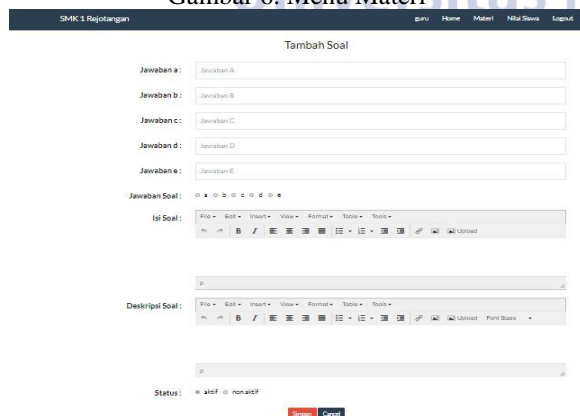 Gambar 6. Menu Materi
SMK 1 Rejotangan guru Home Materi Nilai Siswa Logout
Tambah Soal
Jawaban a : Jawaban A
Jawaban b : Jawaban B
Jawaban c : Jawaban C
Jawaban d : Jawaban D
Jawaban e : Jawaban E
Jawaban Soal : a b c d e
Isi Soal : File Edit Insert View Format Table Tools
B I Upload
p
Deskripsi Soal : File Edit Insert View Format Table Tools
B I Upload Font Sizes
p
Status : aktif non aktif
Simpan Cancel